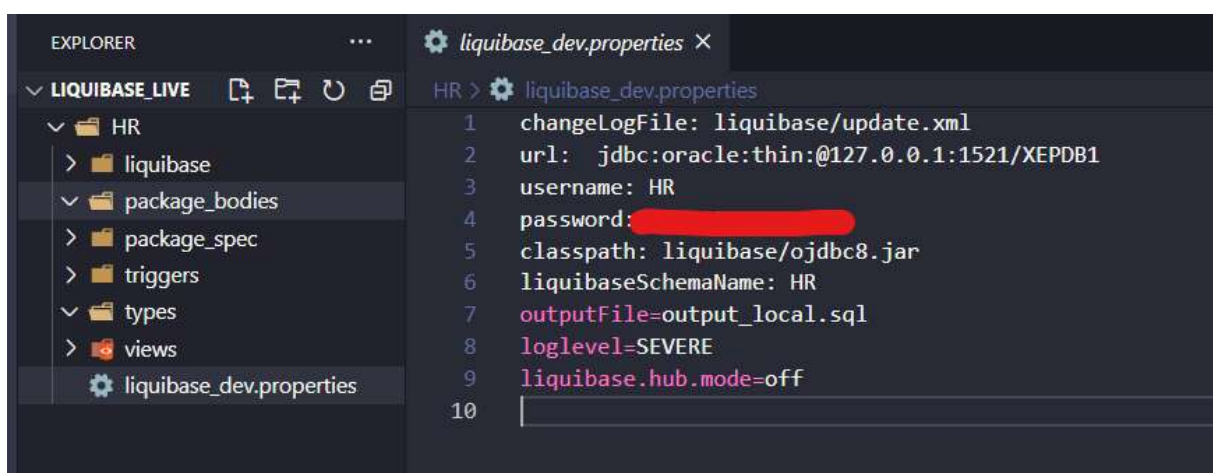 EXPLORER
LIQUIBASE_LIVE
HR
liquibase
package_bodies
package_spec
triggers
types
views
liquibase_dev.properties
liquibase_dev.properties
HR > liquibase_dev.properties
1 changeLogFile: liquibase/update.xml
2 url:  jdbc:oracle:thin:@127.0.0.1:1521/XEPDB1
3 username: HR
4 password:
5 classpath: liquibase/ojdbc8.jar
6 liquibaseSchemaName: HR
7 outputFile=output_local.sql
8 loglevel=SEVERE
9 liquibase.hub.mode=off
10